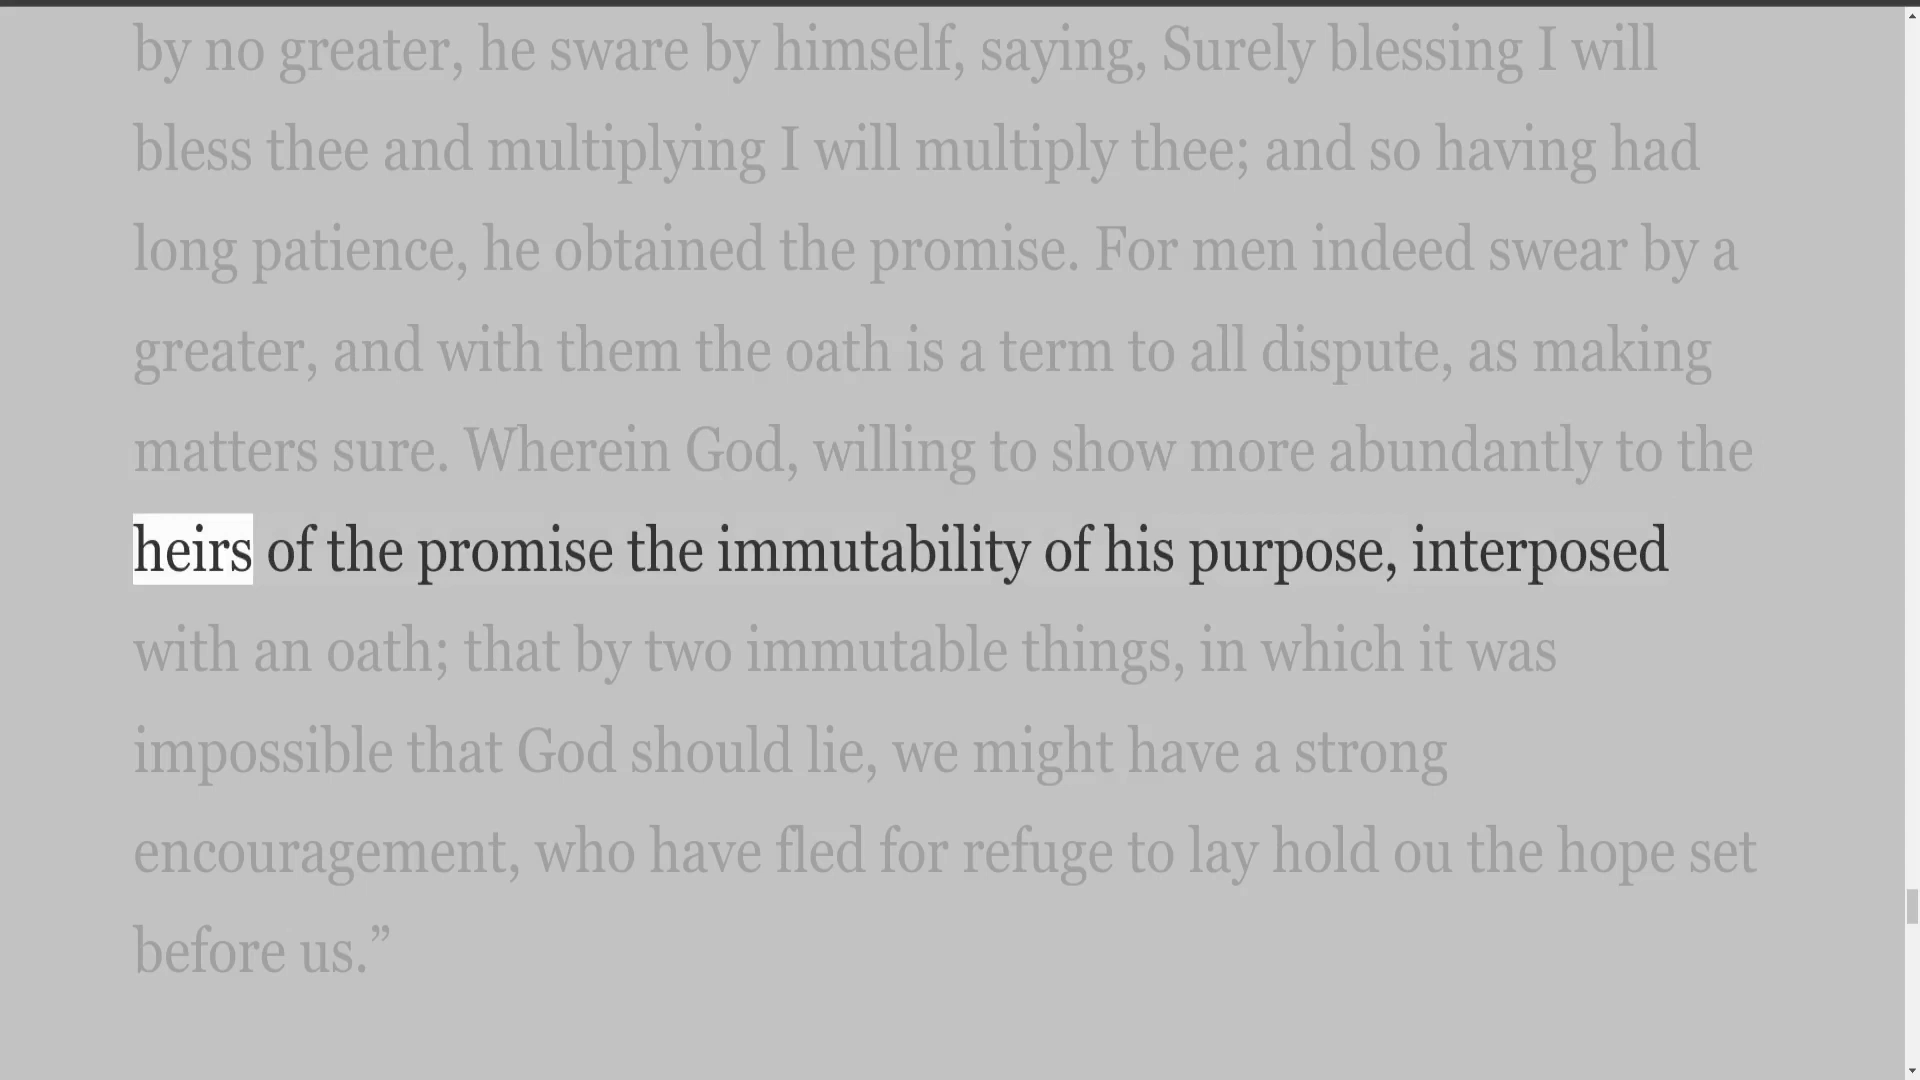 by no greater, he sware by himself, saying, Surely blessing I will
bless thee and multiplying I will multiply thee; and so having had
long patience, he obtained the promise. For men indeed swear by a
greater, and with them the oath is a term to all dispute, as making
matters sure. Wherein God, willing to show more abundantly to the
heirs of the promise the immutability of his purpose, interposed
with an oath; that by two immutable things, in which it was
impossible that God should lie, we might have a strong
encouragement, who have fled for refuge to lay hold ou the hope set
before us.”